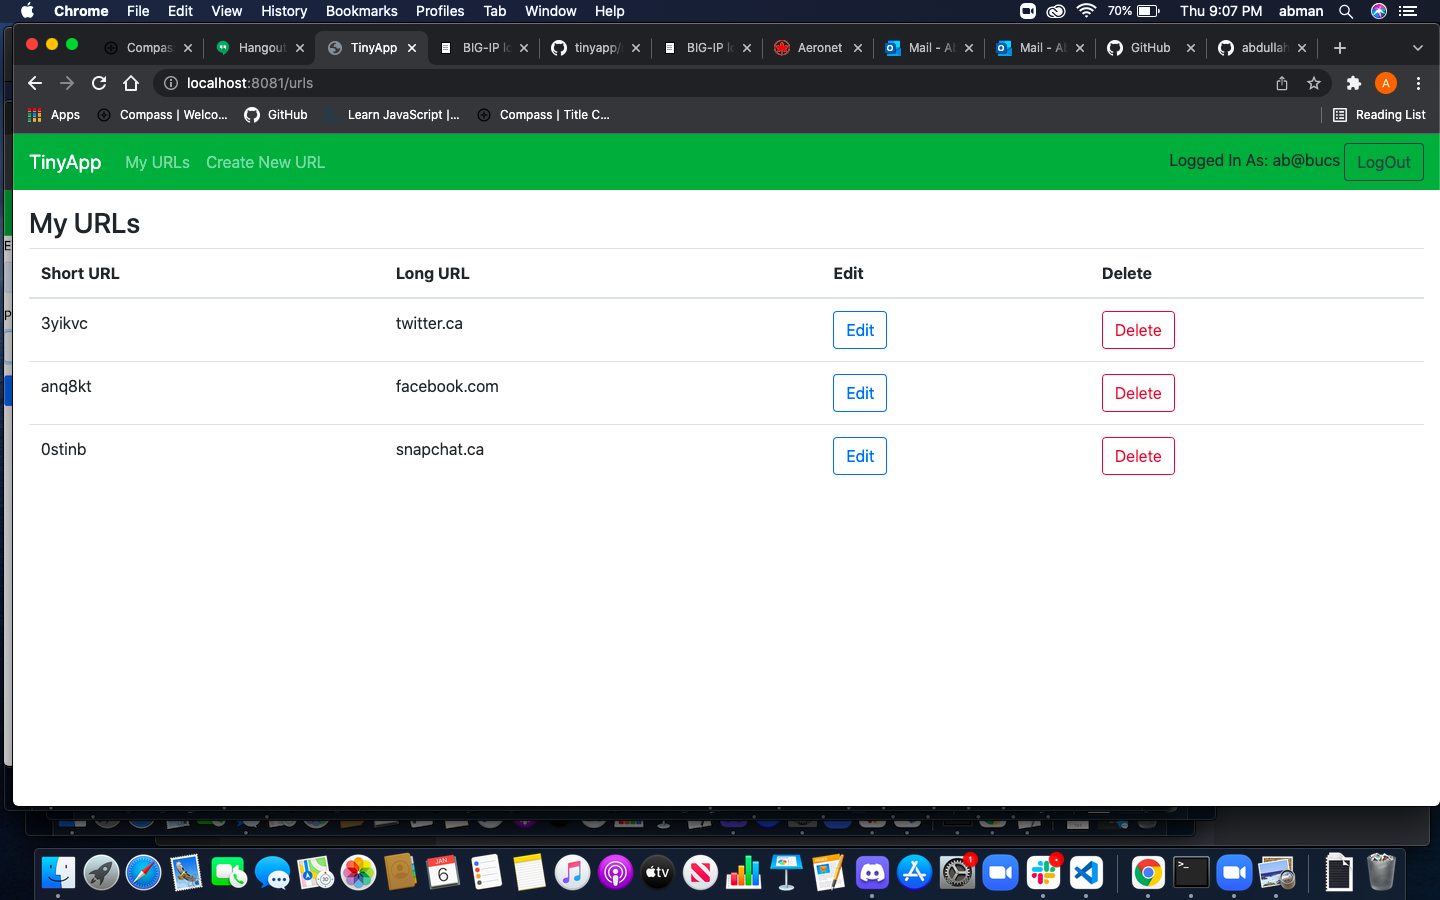 Chrome File Edit View History Bookmarks Profiles Tab Window Help 70% Thu 9:07 PM abman
Compas Hangout TinyApp BIG-IP lo tinyapp/ BIG-IP lo Aeronet Mail - Al Mail - Al GitHub abdullah
localhost:8081/urls A
Apps Compass | Welco... GitHub Learn JavaScript |... Compass | Title C... Reading List
TinyApp My URLs Create New URL Logged In As: ab@bucs LogOut
My URLs
Short URL Long URL Edit Delete
3yikvc twitter.ca Edit Delete
anq8kt facebook.com Edit Delete
0stinb snapchat.ca Edit Delete
JAN
6
tv
1